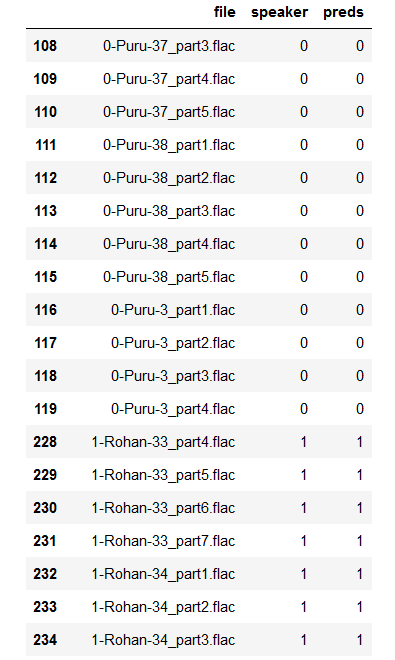 file speaker preds
108 0-Puru-37_part3.flac 0 0
109 0-Puru-37_part4.flac 0 0
110 0-Puru-37_part5.flac 0 0
111 0-Puru-38_part1.flac 0 0
112 0-Puru-38_part2.flac 0 0
113 0-Puru-38_part3.flac 0 0
114 0-Puru-38_part4.flac 0 0
115 0-Puru-38_part5.flac 0 0
116 0-Puru-3_part1.flac 0 0
117 0-Puru-3_part2.flac 0 0
118 0-Puru-3_part3.flac 0 0
119 0-Puru-3_part4.flac 0 0
228 1-Rohan-33_part4.flac 1 1
229 1-Rohan-33_part5.flac 1 1
230 1-Rohan-33_part6.flac 1 1
231 1-Rohan-33_part7.flac 1 1
232 1-Rohan-34_part1.flac 1 1
233 1-Rohan-34_part2.flac 1 1
234 1-Rohan-34_part3.flac 1 1